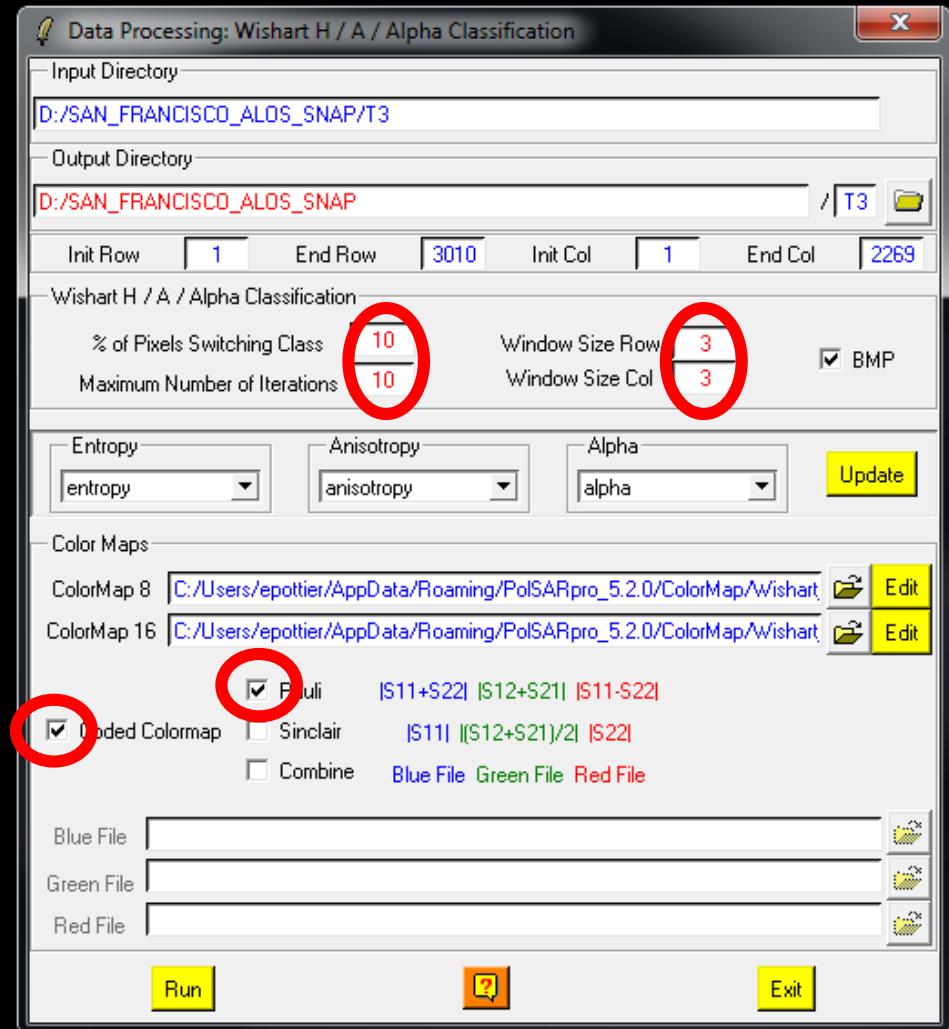 Data Processing: Wishart H / A / Alpha Classification
x
Input Directory
D:/SAN_FRANCISCO_ALOS_SNAP/T3
Output Directory
D:/SAN_FRANCISCO_ALOS_SNAP / T3
Init Row 1 End Row 3010 Init Col 1 End Col 2269
Wishart H / A / Alpha Classification
% of Pixels Switching Class 10 Window Size Row 3
BMP
Maximum Number of Iterations 10 Window Size Col 3
Entropy Anisotropy Alpha
entropy anisotropy alpha Update
Color Maps
ColorMap 8 C:/Users/epottier/AppData/Roaming/PolSARpro_5.2.0/ColorMap/Wishart_ Edit
ColorMap 16 C:/Users/epottier/AppData/Roaming/PolSARpro_5.2.0/ColorMap/Wishart_ Edit
Pauli |S11+S22| |S12+S21| |S11-S22|
Coded Colormap Sinclair |S11| |(S12+S21)/2| |S22|
Combine Blue File Green File Red File
Blue File
Green File
Red File
Run ? Exit